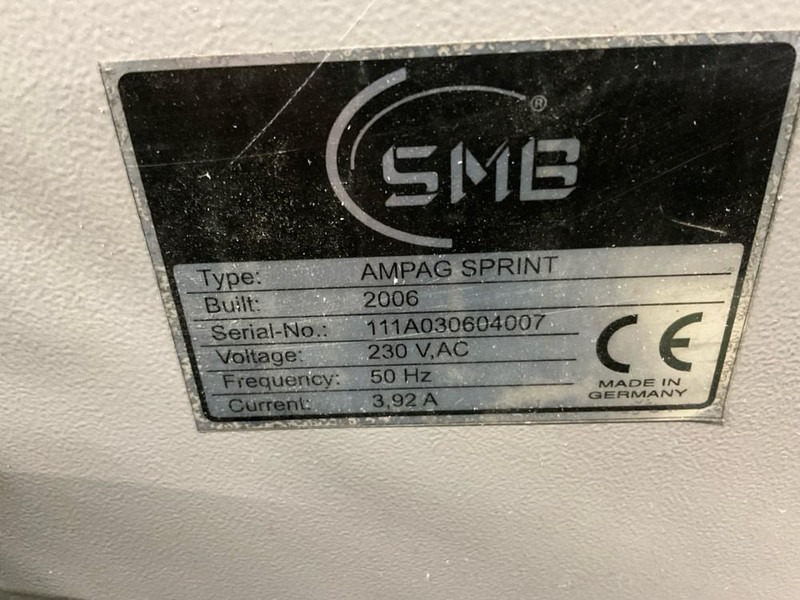 SMB®
Type: AMPAG SPRINT
Built: 2006
Serial-No.: 111A030604007
Voltage: 230 V,AC
Frequency: 50 Hz
Current: 3,92 A
CE
MADE IN
GERMANY